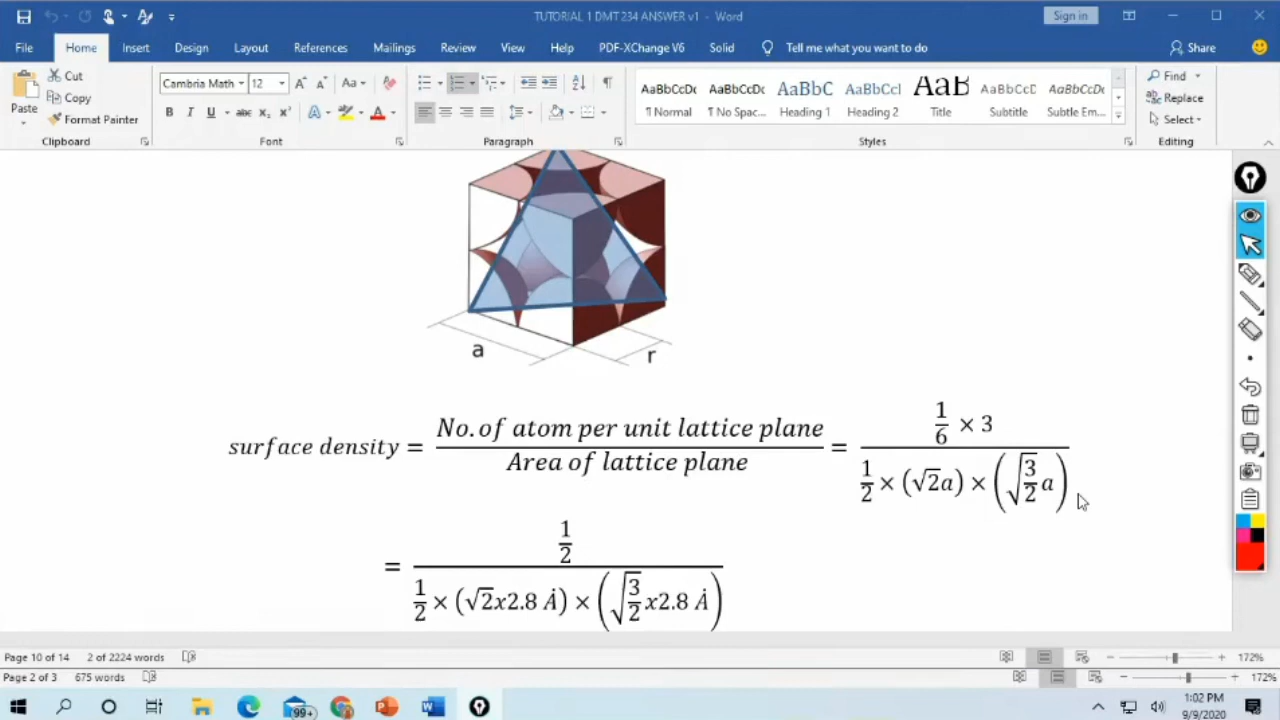 TUTORIAL 1 DMT 234 ANSWER v1 - Word
Sign in
File Home Insert Design Layout References Mailings Review View Help PDF-XChange V6 Solid Tell me what you want to do Share
Paste
Cut
Copy
Format Painter
Clipboard
Cambria Math 12
Aa
B I U abc x₂ x²
Font
Paragraph
AaBbCcDc AaBbCcDc AaBbC AaBbCcI AaB AaBbCcD AaBbCcDc
¶ Normal ¶ No Spac... Heading 1 Heading 2 Title Subtitle Subtle Em...
Styles
Find
Replace
Select
Editing
a
r
surface density = No. of atom per unit lattice plane / Area of lattice plane = 1/6 × 3 / 1/2 × (√2a) × (√3/2 a)
= 1/2 / 1/2 × (√2x2.8 Ȧ) × (√3/2 x2.8 Ȧ)
Page 10 of 14 2 of 2224 words 172%
Page 2 of 3 675 words 172%
99+
1:02 PM
9/9/2020